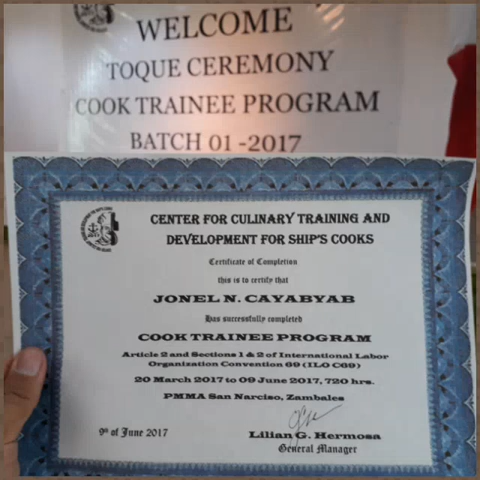 WELCOME
TOQUE CEREMONY
COOK TRAINEE PROGRAM
BATCH 01 -2017
CENTER FOR CULINARY TRAINING AND
DEVELOPMENT FOR SHIP'S COOKS
Certificate of Completion
this is to certify that
JONEL N. CAYABYAB
Has successfully completed
COOK TRAINEE PROGRAM
Article 2 and Sections 1 & 2 of International Labor
Organization Convention 69 (ILO C69)
20 March 2017 to 09 June 2017, 720 hrs.
PMMA San Narciso, Zambales
9th of June 2017
Lilian G. Hermosa
General Manager